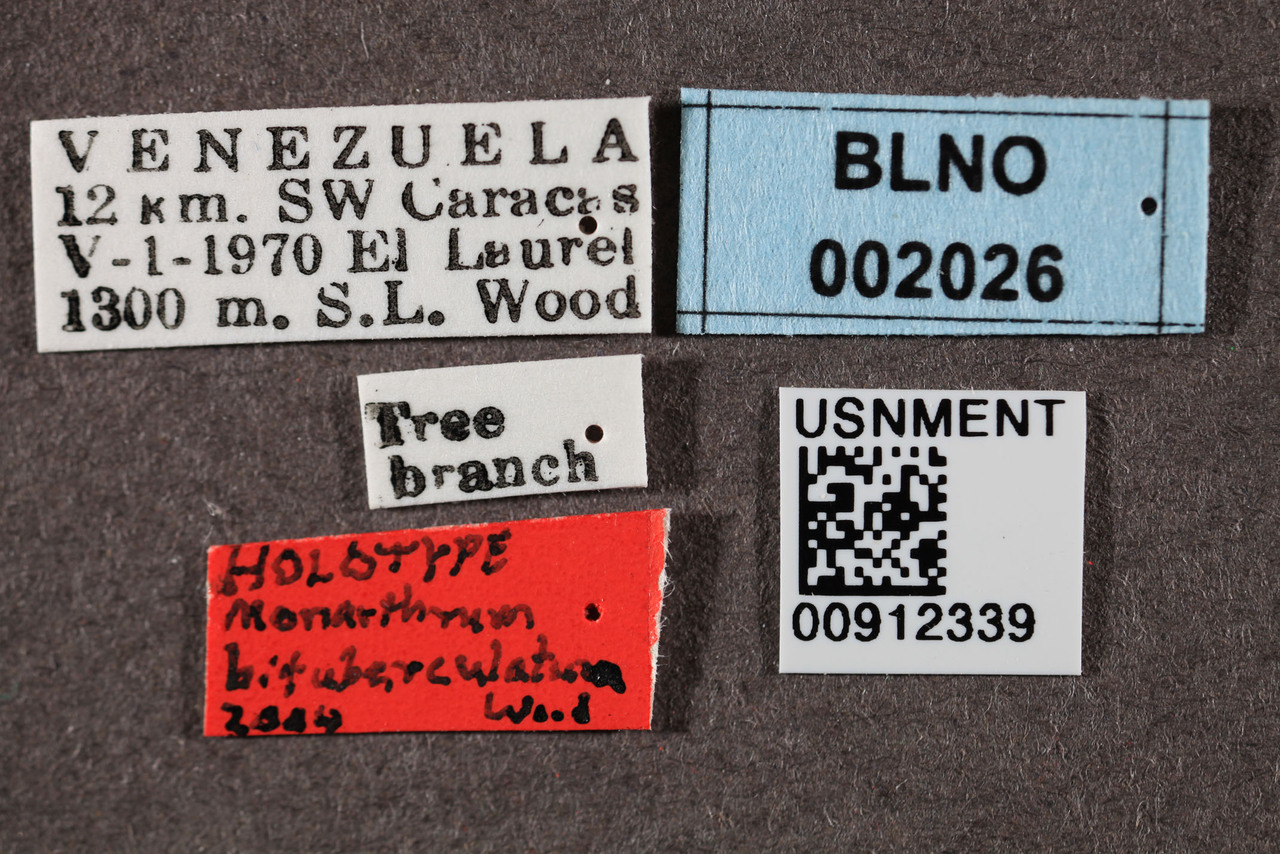 VENEZUELA
12 km. SW Caracas
V-1-1970 El Laurel
1300 m. S.L. Wood
BLNO
002026
Tree
branch
USNMENT
00912339
HOLOTYPE
Monarthrum
bituberculatum
Wood